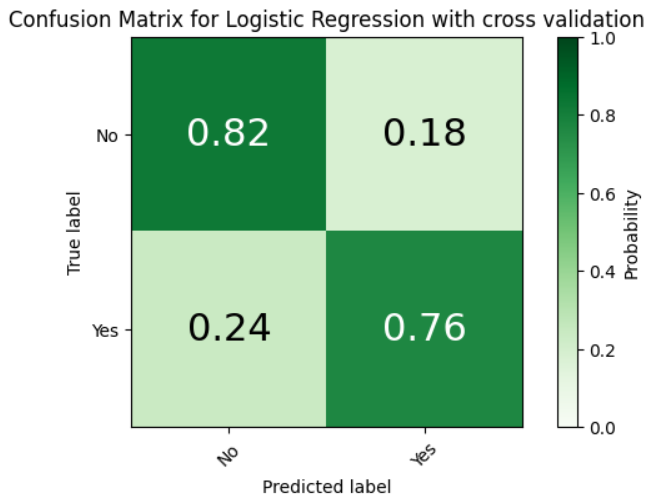 Confusion Matrix for Logistic Regression with cross validation
No
0.82
0.18
Yes
0.24
0.76
No
Yes
True label
Predicted label
1.0
0.8
0.6
0.4
0.2
0.0
Probability